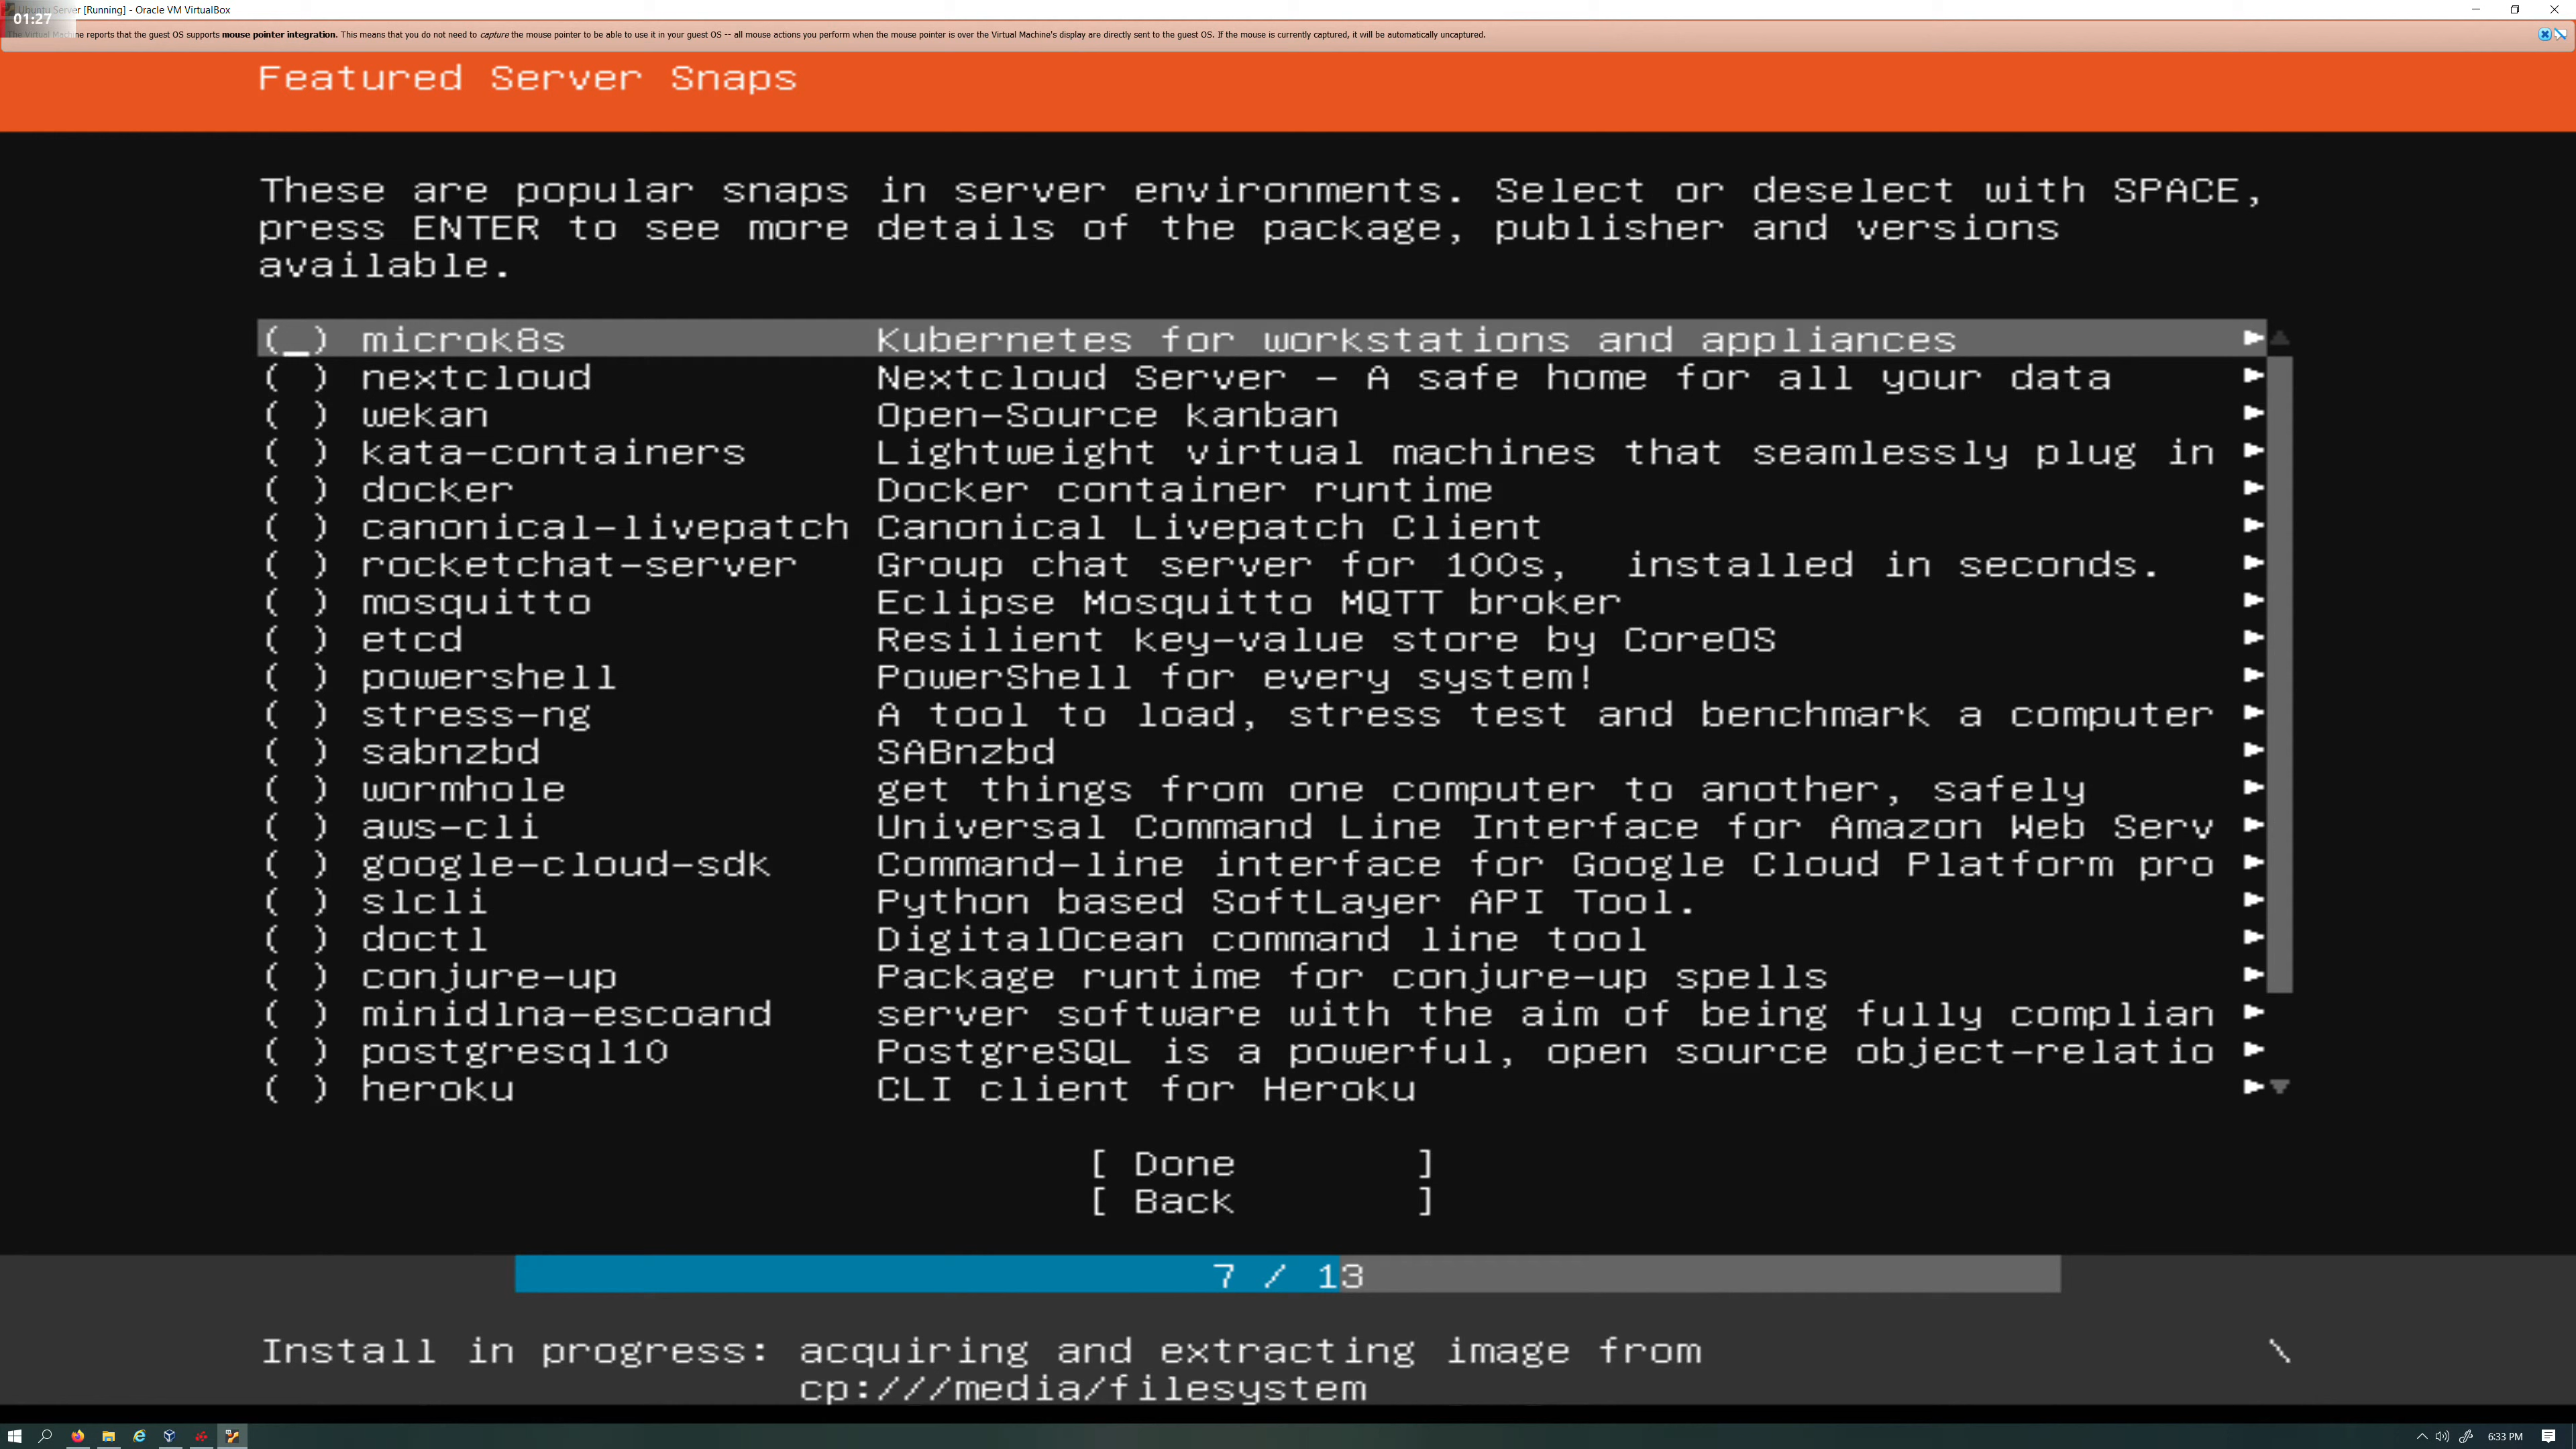 01:27
Ubuntu Server [Running] - Oracle VM VirtualBox
The Virtual Machine reports that the guest OS supports mouse pointer integration. This means that you do not need to capture the mouse pointer to be able to use it in your guest OS -- all mouse actions you perform when the mouse pointer is over the Virtual Machine's display are directly sent to the guest OS. If the mouse is currently captured, it will be automatically uncaptured.
Featured Server Snaps
These are popular snaps in server environments. Select or deselect with SPACE,
press ENTER to see more details of the package, publisher and versions
available.
(_) microk8s Kubernetes for workstations and appliances
( ) nextcloud Nextcloud Server – A safe home for all your data
( ) wekan Open-Source kanban
( ) kata-containers Lightweight virtual machines that seamlessly plug in
( ) docker Docker container runtime
( ) canonical-livepatch Canonical Livepatch Client
( ) rocketchat-server Group chat server for 100s, installed in seconds.
( ) mosquitto Eclipse Mosquitto MQTT broker
( ) etcd Resilient key-value store by CoreOS
( ) powershell PowerShell for every system!
( ) stress-ng A tool to load, stress test and benchmark a computer
( ) sabnzbd SABnzbd
( ) wormhole get things from one computer to another, safely
( ) aws-cli Universal Command Line Interface for Amazon Web Serv
( ) google-cloud-sdk Command-line interface for Google Cloud Platform pro
( ) slcli Python based SoftLayer API Tool.
( ) doctl DigitalOcean command line tool
( ) conjure-up Package runtime for conjure-up spells
( ) minidlna-escoand server software with the aim of being fully complian
( ) postgresql10 PostgreSQL is a powerful, open source object-relatio
( ) heroku CLI client for Heroku
[ Done ]
[ Back ]
7 / 13
Install in progress: acquiring and extracting image from \
cp:///media/filesystem
6:33 PM